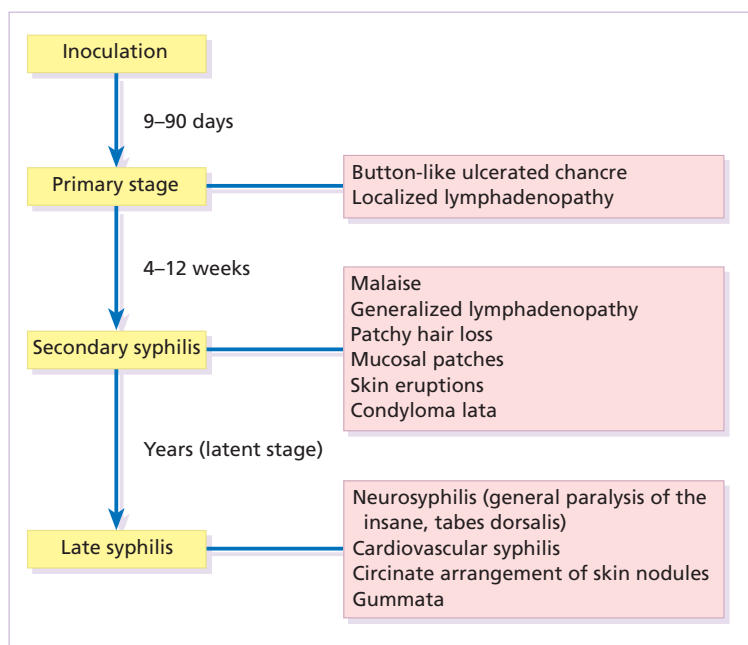 Inoculation
9–90 days
Primary stage
Button-like ulcerated chancre
Localized lymphadenopathy
4–12 weeks
Secondary syphilis
Malaise
Generalized lymphadenopathy
Patchy hair loss
Mucosal patches
Skin eruptions
Condyloma lata
Years (latent stage)
Late syphilis
Neurosyphilis (general paralysis of the
insane, tabes dorsalis)
Cardiovascular syphilis
Circinate arrangement of skin nodules
Gummata